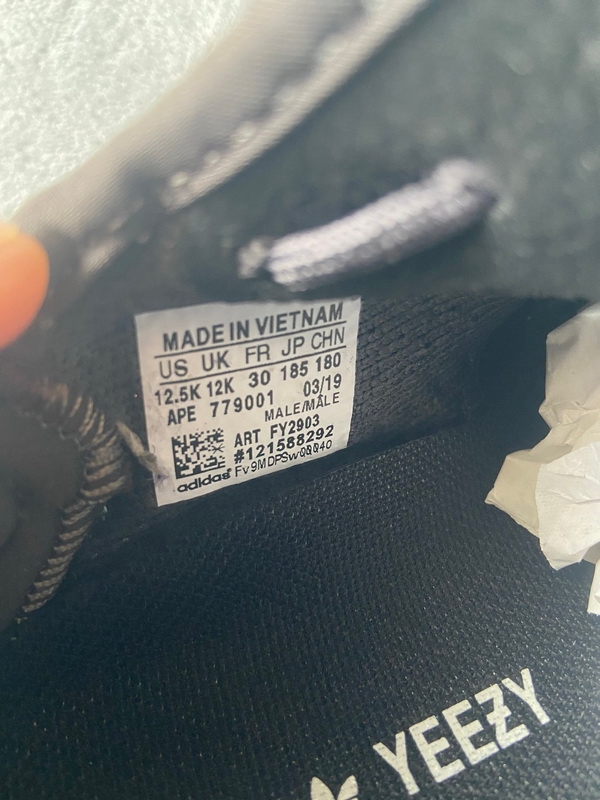 MADE IN VIETNAM
US UK FR JP CHN
12.5K 12K 30 185 180
APE 779001 03/19
MALE/MÂLE
ART FY2903
#121588292
adidas® Fv9MDPSw00040
YEEZY